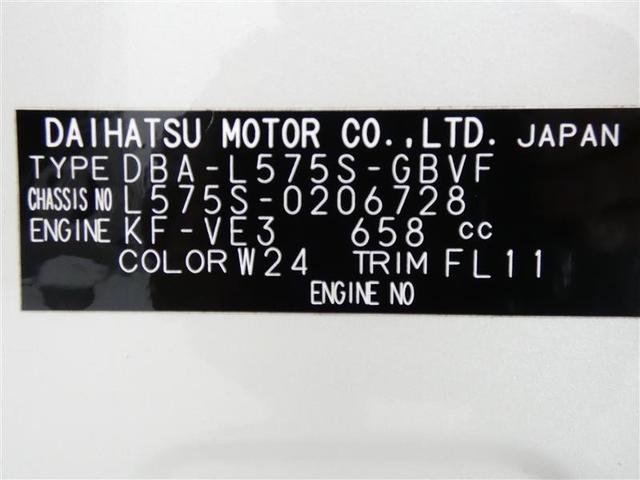 DAIHATSU MOTOR CO.,LTD. JAPAN
TYPE DBA-L575S-GBVF
CHASSIS NO L575S-0206728
ENGINE KF-VE3 658 cc
COLOR W24 TRIM FL11
ENGINE NO